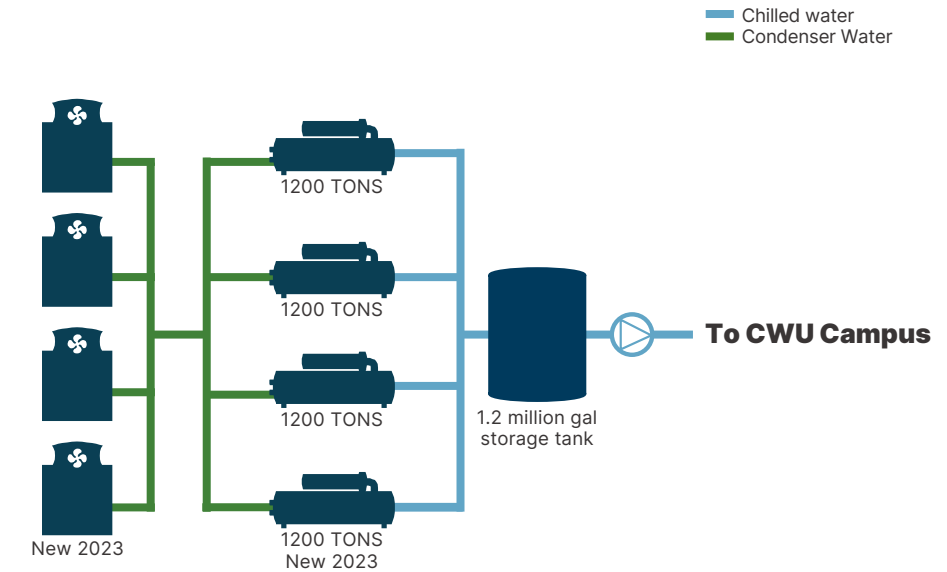 Chilled water
Condenser Water
1200 TONS
1200 TONS
To CWU Campus
1200 TONS
1.2 million gal
storage tank
1200 TONS
New 2023
New 2023